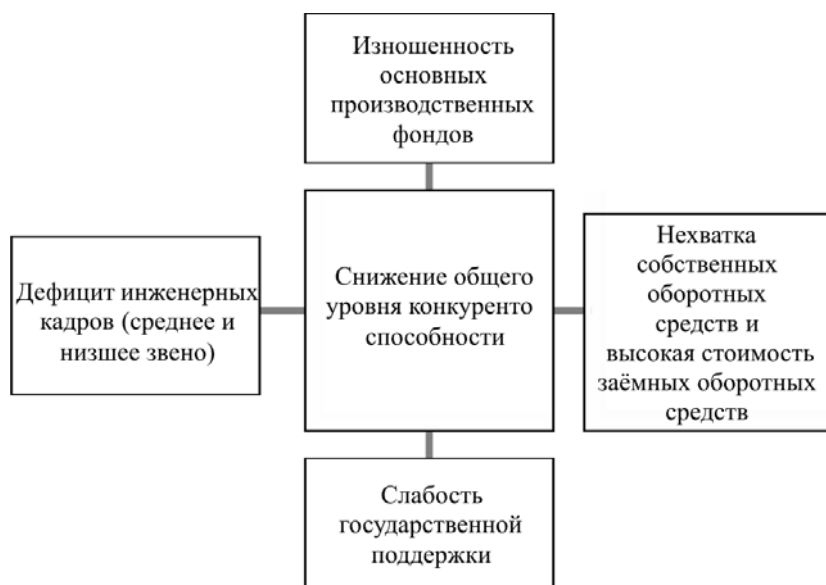 Изношенность
основных
производственных
фондов
Дефицит инженерных
кадров (среднее и
низшее звено)
Снижение общего
уровня конкуренто
способности
Нехватка
собственных
оборотных
средств и
высокая стоимость
заёмных оборотных
средств
Слабость
государственной
поддержки